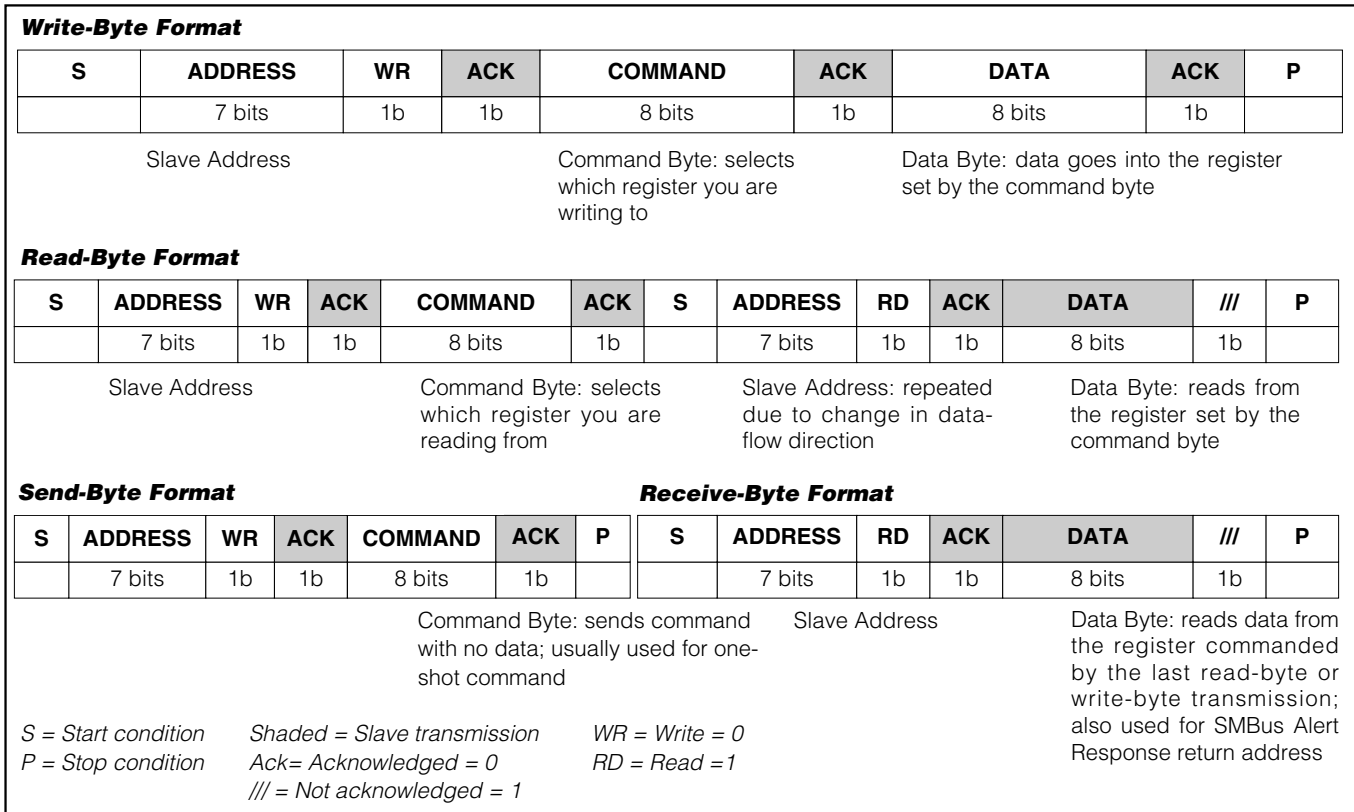 Write-Byte Format
S ADDRESS WR ACK COMMAND ACK DATA ACK P
7 bits 1b 1b 8 bits 1b 8 bits 1b
Slave Address
Command Byte: selects
which register you are
writing to
Data Byte: data goes into the register
set by the command byte
Read-Byte Format
S ADDRESS WR ACK COMMAND ACK S ADDRESS RD ACK DATA /// P
7 bits 1b 1b 8 bits 1b 7 bits 1b 1b 8 bits 1b
Slave Address
Command Byte: selects
which register you are
reading from
Slave Address: repeated
due to change in data-
flow direction
Data Byte: reads from
the register set by the
command byte
Send-Byte Format
S ADDRESS WR ACK COMMAND ACK P
7 bits 1b 1b 8 bits 1b
Command Byte: sends command
with no data; usually used for one-
shot command
Receive-Byte Format
S ADDRESS RD ACK DATA /// P
7 bits 1b 1b 8 bits 1b
Slave Address
Data Byte: reads data from
the register commanded
by the last read-byte or
write-byte transmission;
also used for SMBus Alert
Response return address
S = Start condition
P = Stop condition
Shaded = Slave transmission
Ack= Acknowledged = 0
/// = Not acknowledged = 1
WR = Write = 0
RD = Read =1